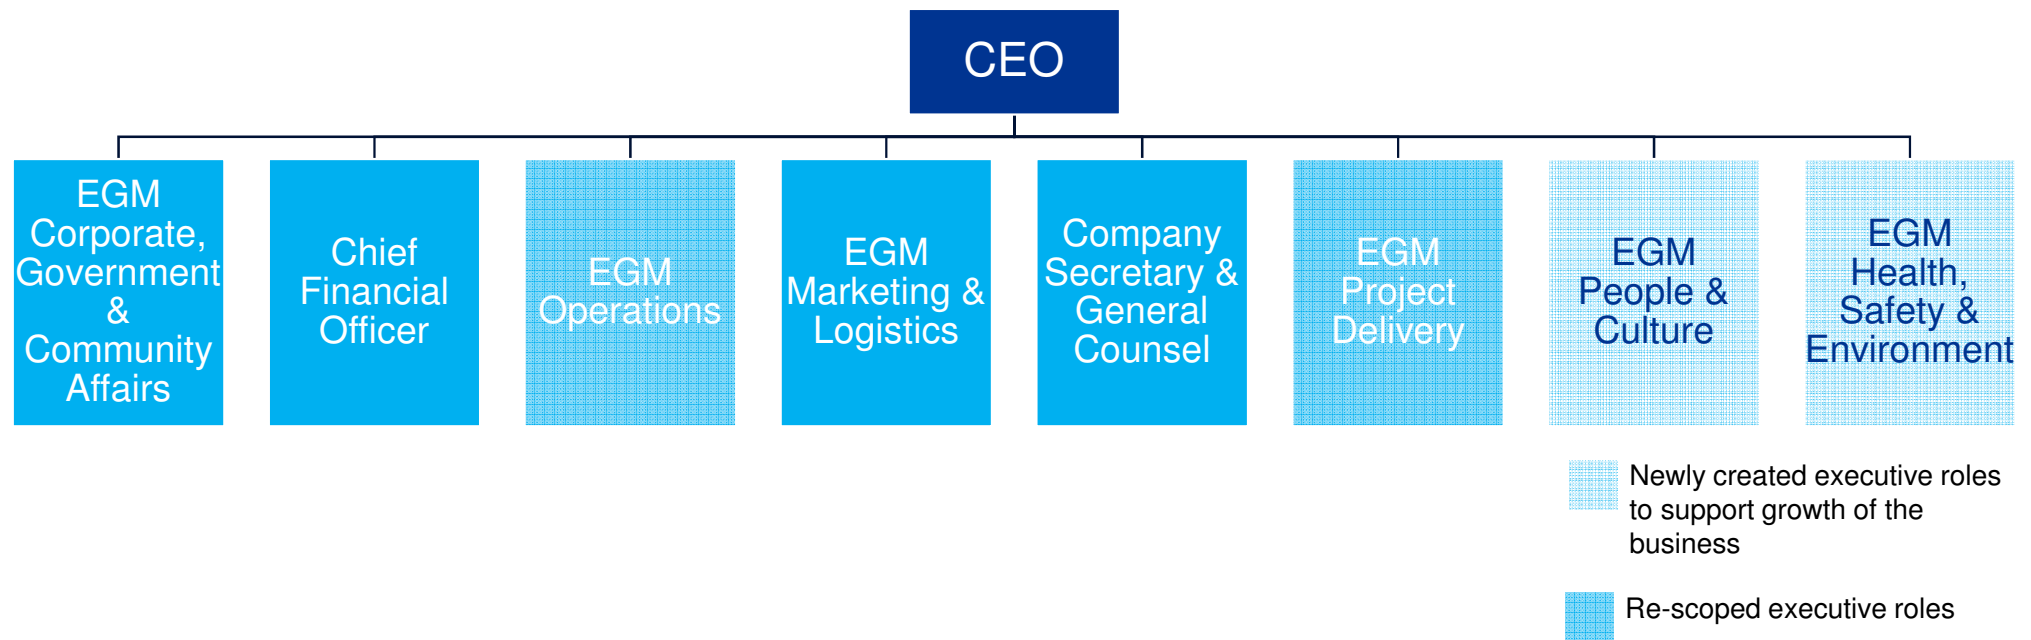 CEO
EGM
Corporate,
Government
&
Community
Affairs
Chief
Financial
Officer
EGM
Operations
EGM
Marketing &
Logistics
Company
Secretary &
General
Counsel
EGM
Project
Delivery
EGM
People &
Culture
EGM
Health,
Safety &
Environment
Newly created executive roles
to support growth of the
business
Re-scoped executive roles